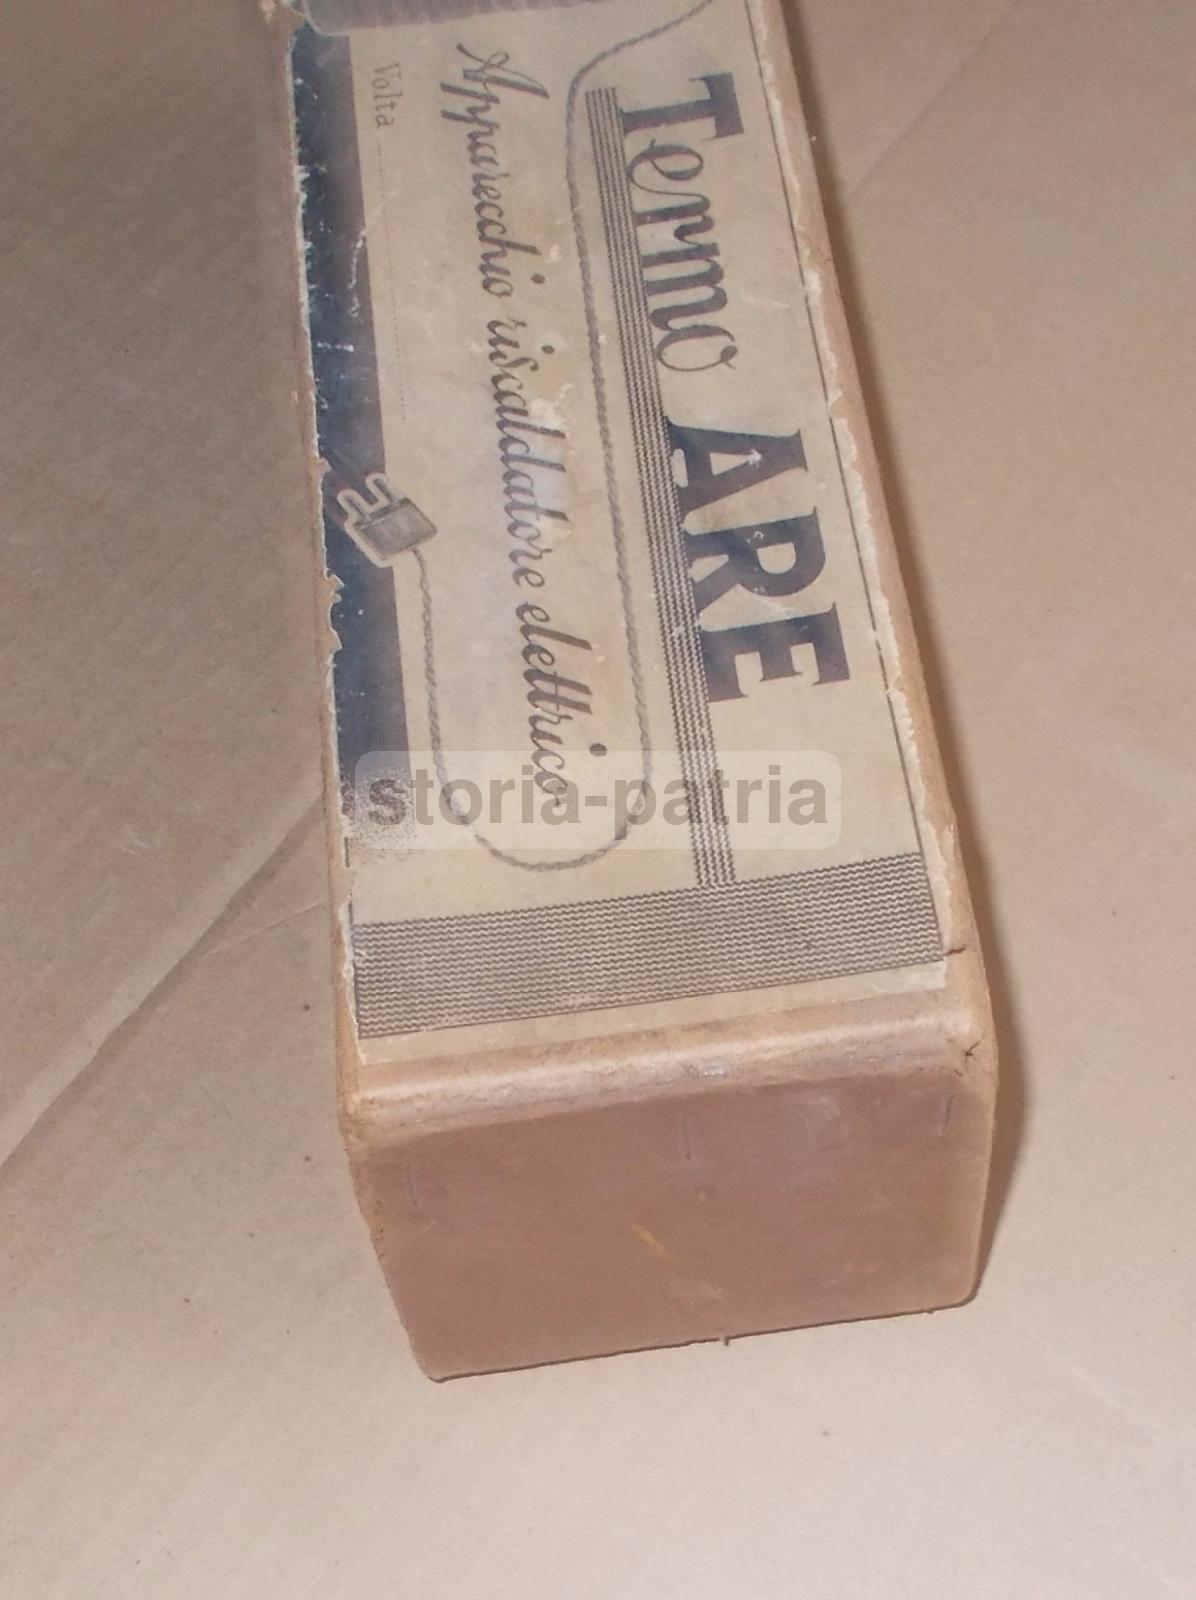 Termo ARE
Apparecchio riscaldatore elettrico
Volta
storia-patria